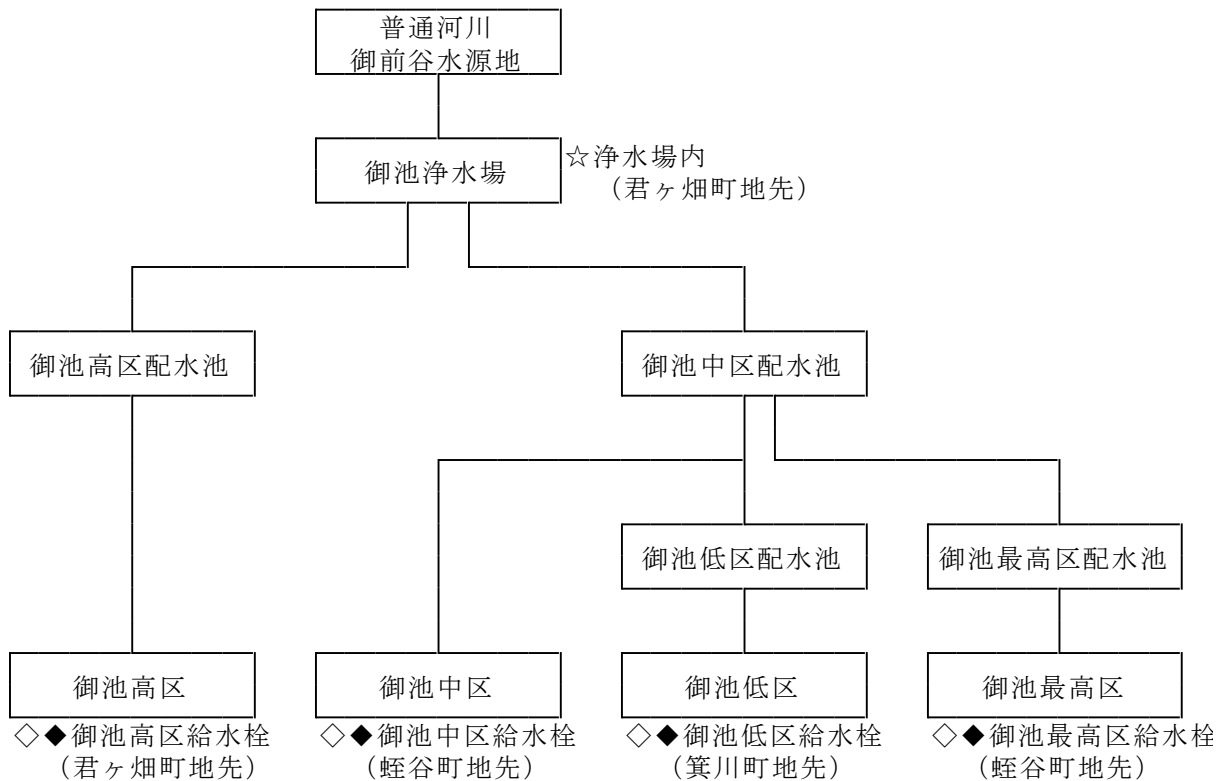 普通河川
御前谷水源地
御池浄水場
☆浄水場内
（君ヶ畑町地先）
御池高区配水池
御池中区配水池
御池低区配水池
御池最高区配水池
御池高区
御池中区
御池低区
御池最高区
◇◆御池高区給水栓
（君ヶ畑町地先）
◇◆御池中区給水栓
（蛭谷町地先）
◇◆御池低区給水栓
（箕川町地先）
◇◆御池最高区給水栓
（蛭谷町地先）